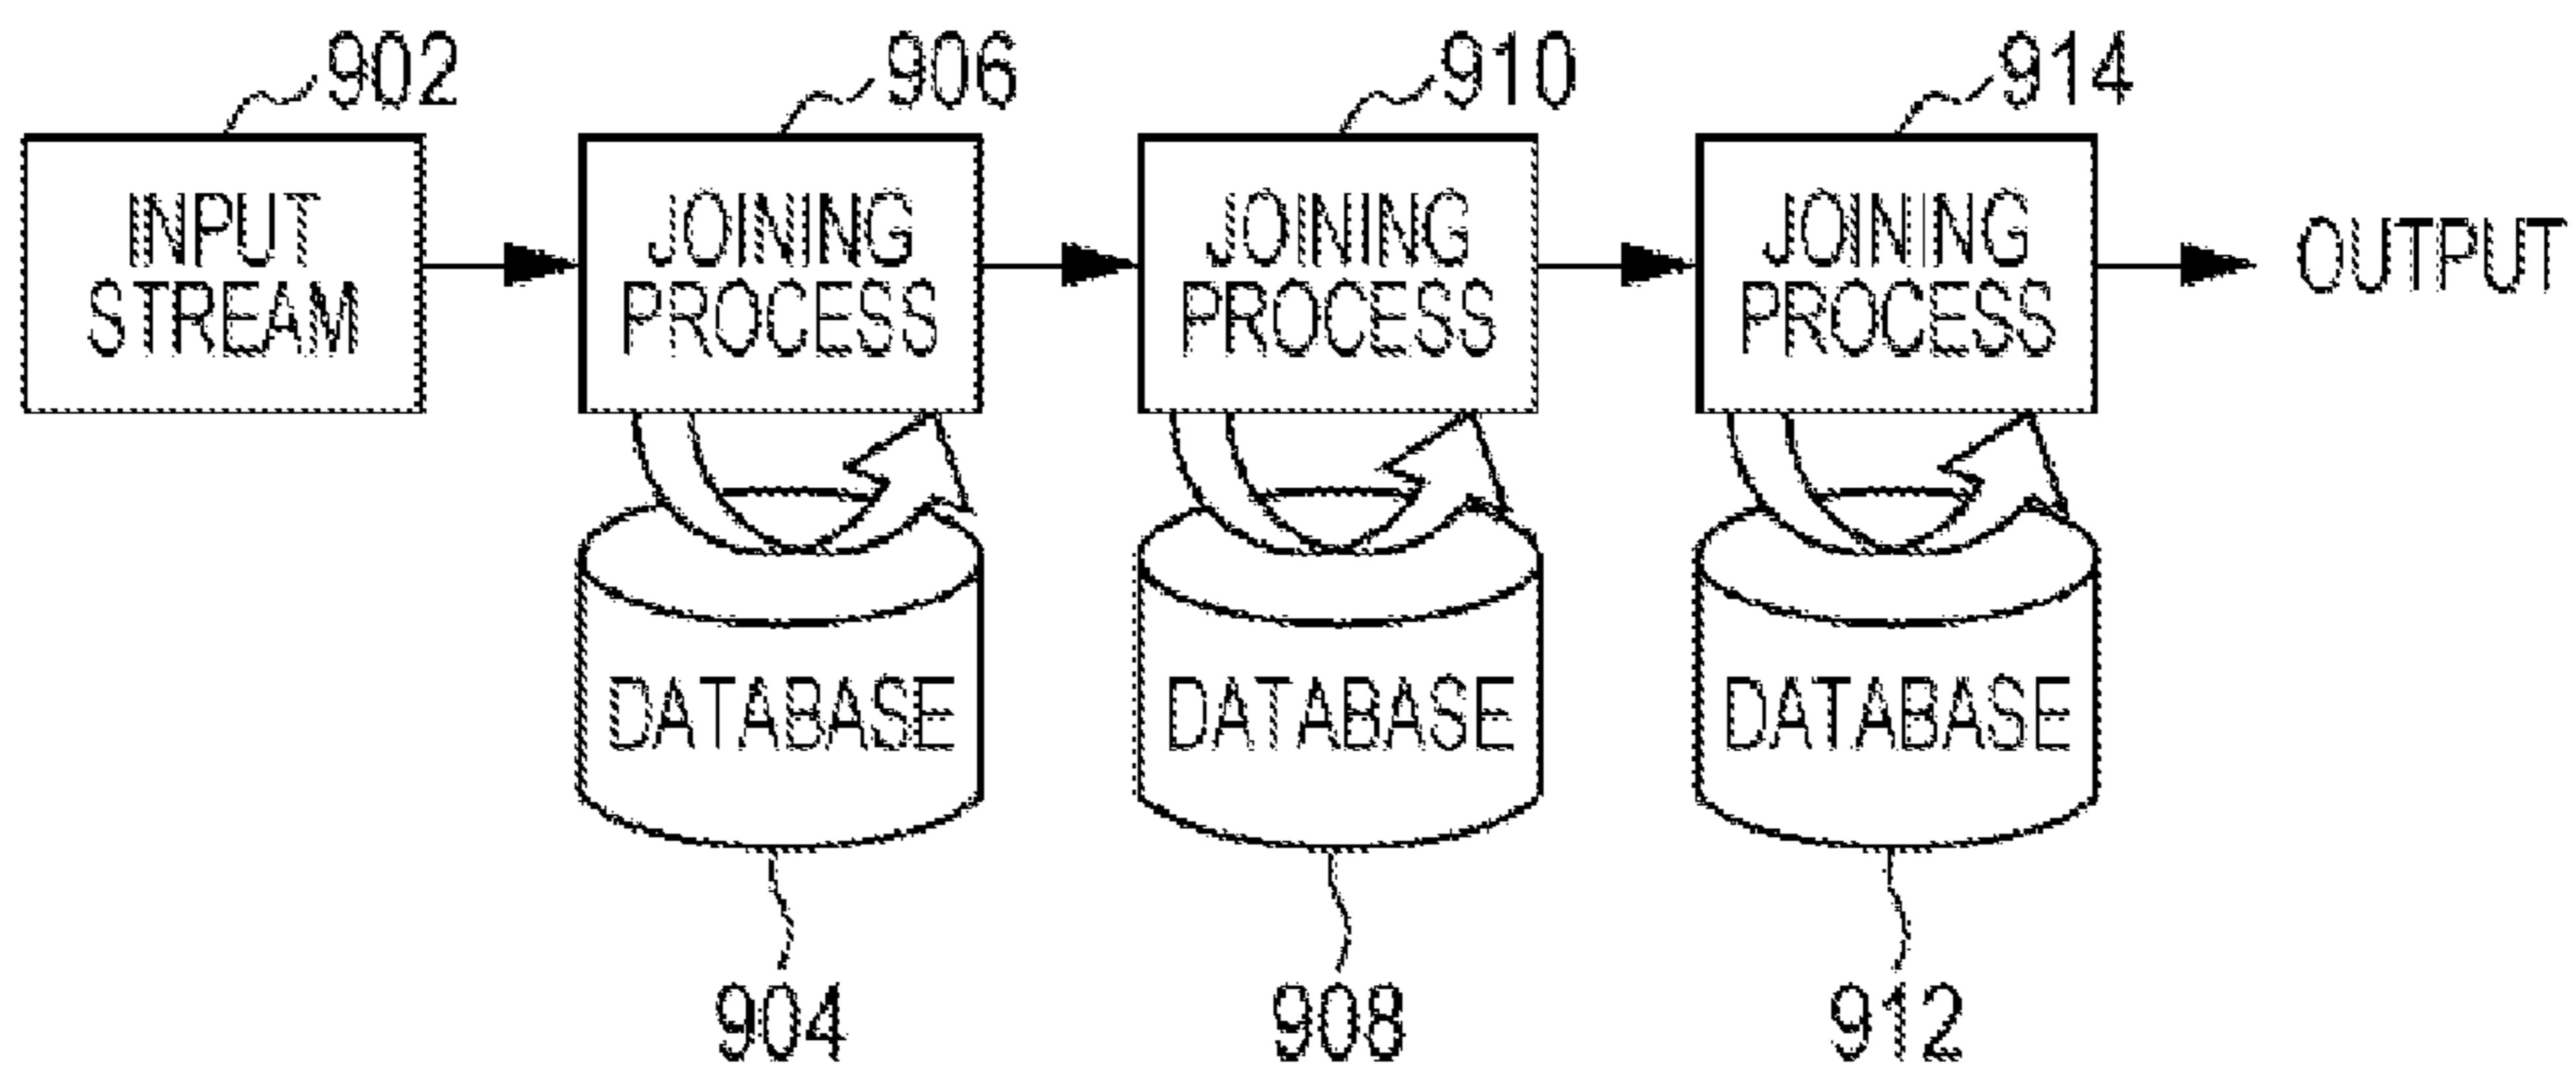 902
906
910
914
INPUT
STREAM
JOINING
PROCESS
JOINING
PROCESS
JOINING
PROCESS
OUTPUT
DATABASE
DATABASE
DATABASE
904
908
912